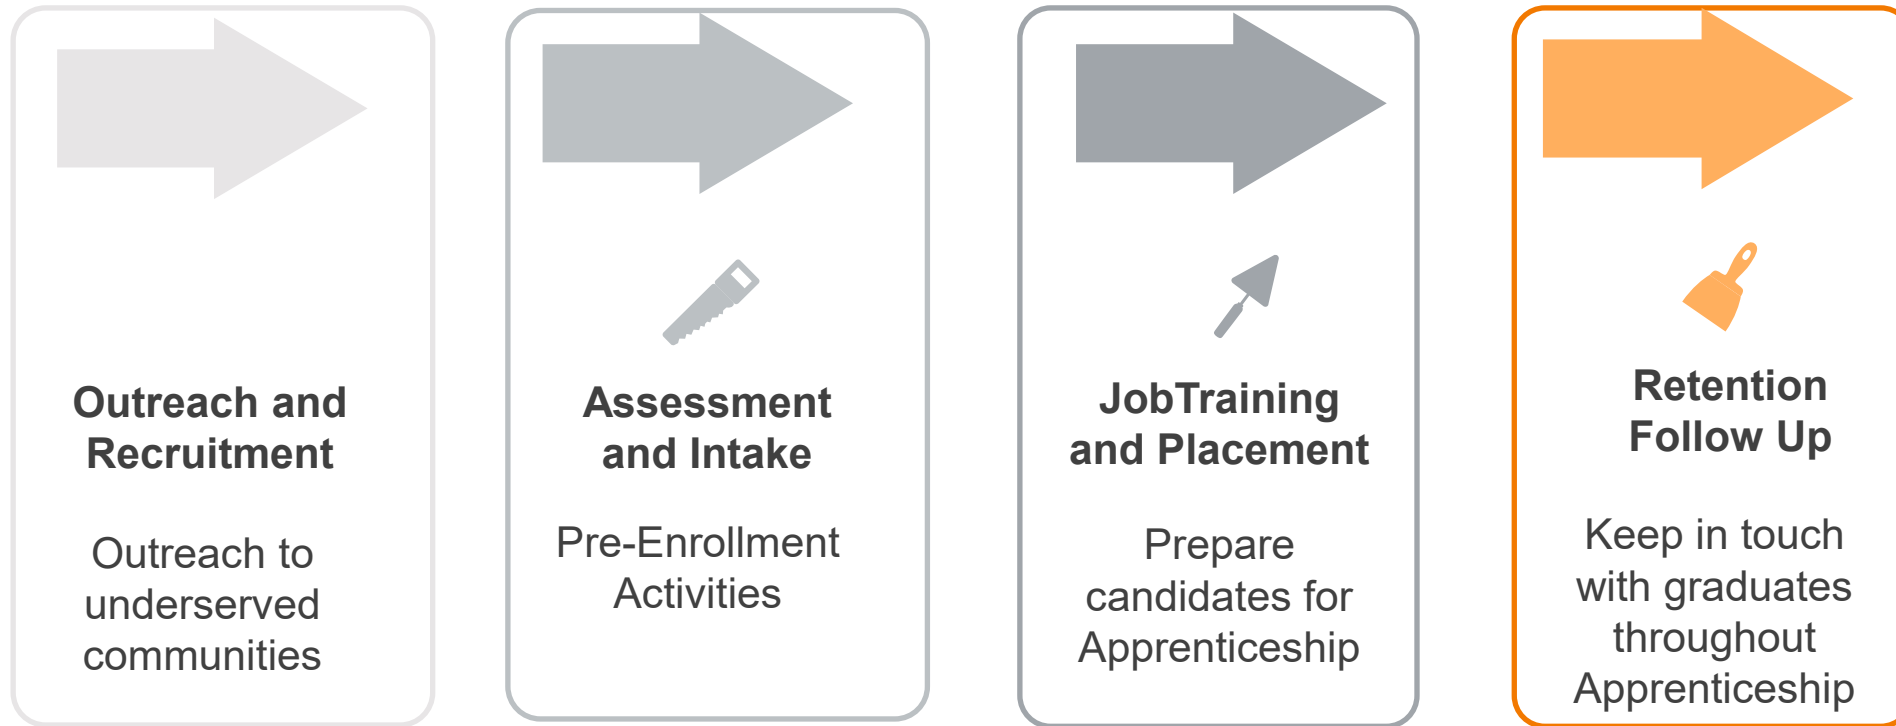 Outreach and
Recruitment
Outreach to
underserved
communities
Assessment
and Intake
Pre-Enrollment
Activities
JobTraining
and Placement
Prepare
candidates for
Apprenticeship
Retention
Follow Up
Keep in touch
with graduates
throughout
Apprenticeship